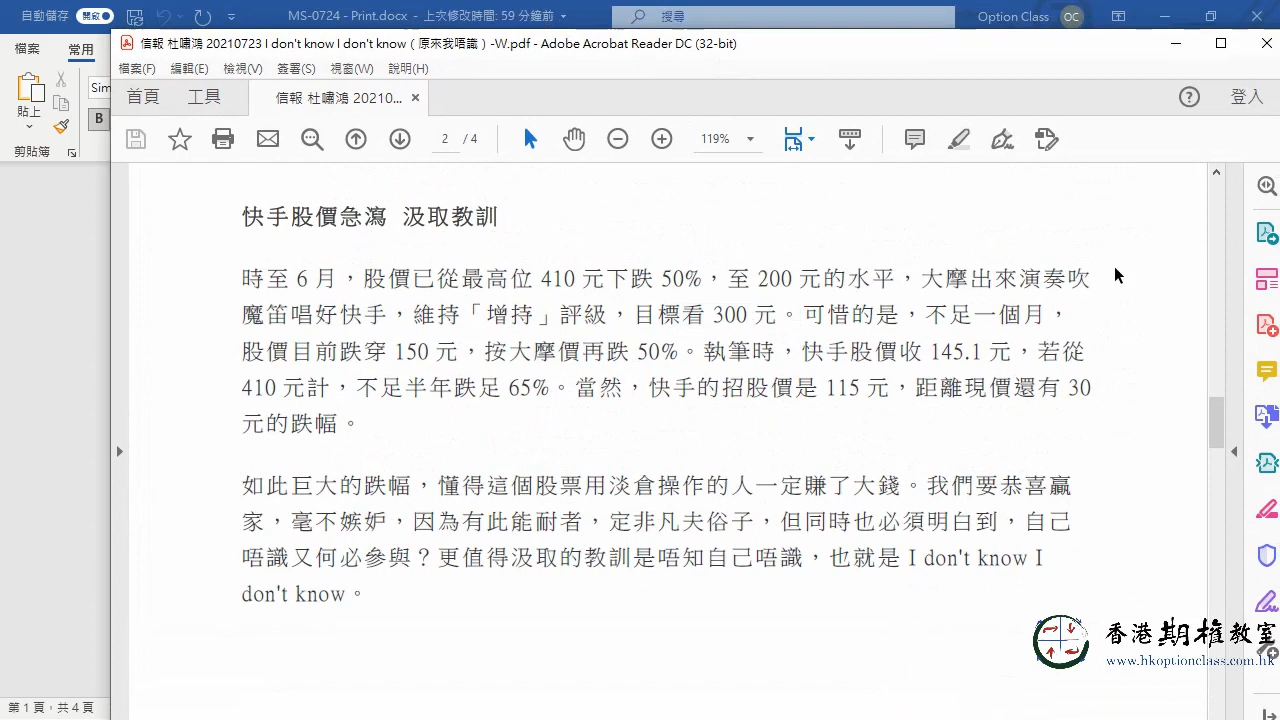 自動儲存 開啟 MS-0724 - Print.docx - 上次修改時間: 59 分鐘前 搜尋 Option Class OC
檔案
常用
Sim
B
貼上
剪貼簿
信報 杜嘯鴻 20210723 I don't know I don't know（原來我唔識）-W.pdf - Adobe Acrobat Reader DC (32-bit)
檔案(F) 編輯(E) 檢視(V) 簽署(S) 視窗(W) 說明(H)
首頁 工具 信報 杜嘯鴻 20210... × 登入
2 / 4 119%
快手股價急瀉 汲取教訓
時至 6 月，股價已從最高位 410 元下跌 50%，至 200 元的水平，大摩出來演奏吹
魔笛唱好快手，維持「增持」評級，目標看 300 元。可惜的是，不足一個月，
股價目前跌穿 150 元，按大摩價再跌 50%。執筆時，快手股價收 145.1 元，若從
410 元計，不足半年跌足 65%。當然，快手的招股價是 115 元，距離現價還有 30
元的跌幅。
如此巨大的跌幅，懂得這個股票用淡倉操作的人一定賺了大錢。我們要恭喜贏
家，毫不嫉妒，因為有此能耐者，定非凡夫俗子，但同時也必須明白到，自己
唔識又何必參與？更值得汲取的教訓是唔知自己唔識，也就是 I don't know I
don't know。
香港期權教室
www.hkoptionclass.com.hk
第 1 頁，共 4 頁